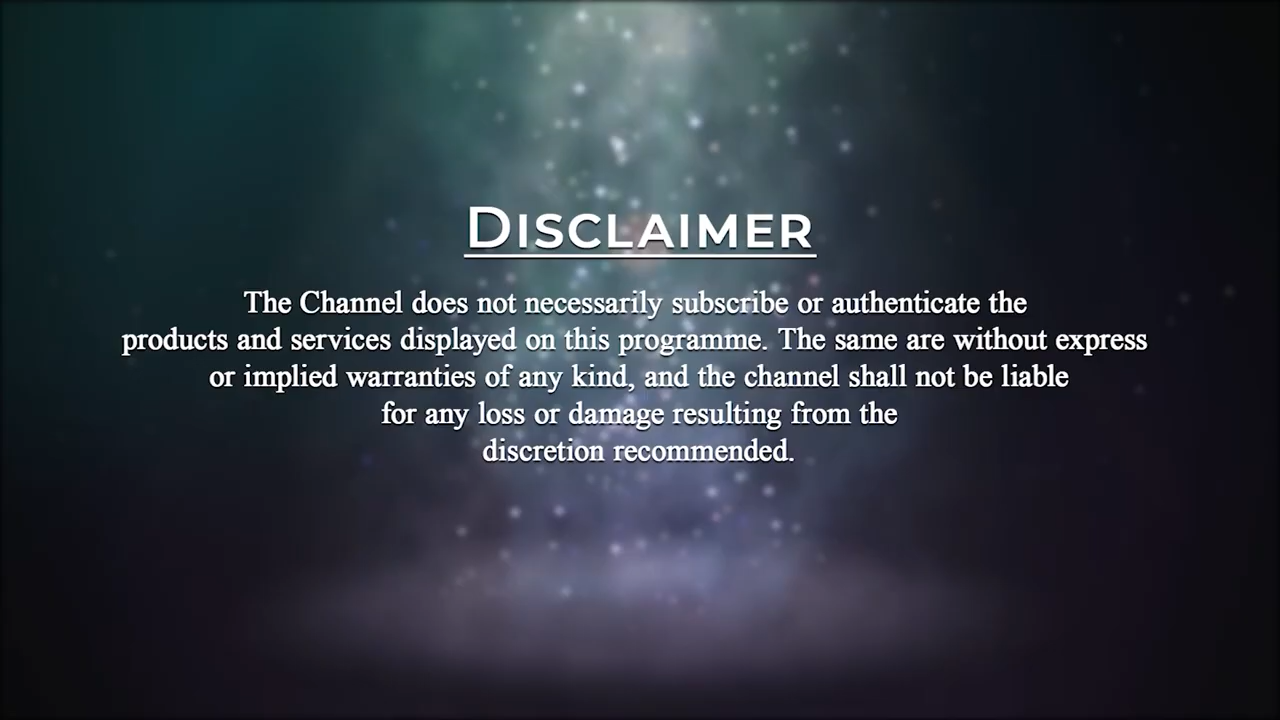 DISCLAIMER
The Channel does not necessarily subscribe or authenticate the
products and services displayed on this programme. The same are without express
or implied warranties of any kind, and the channel shall not be liable
for any loss or damage resulting from the
discretion recommended.